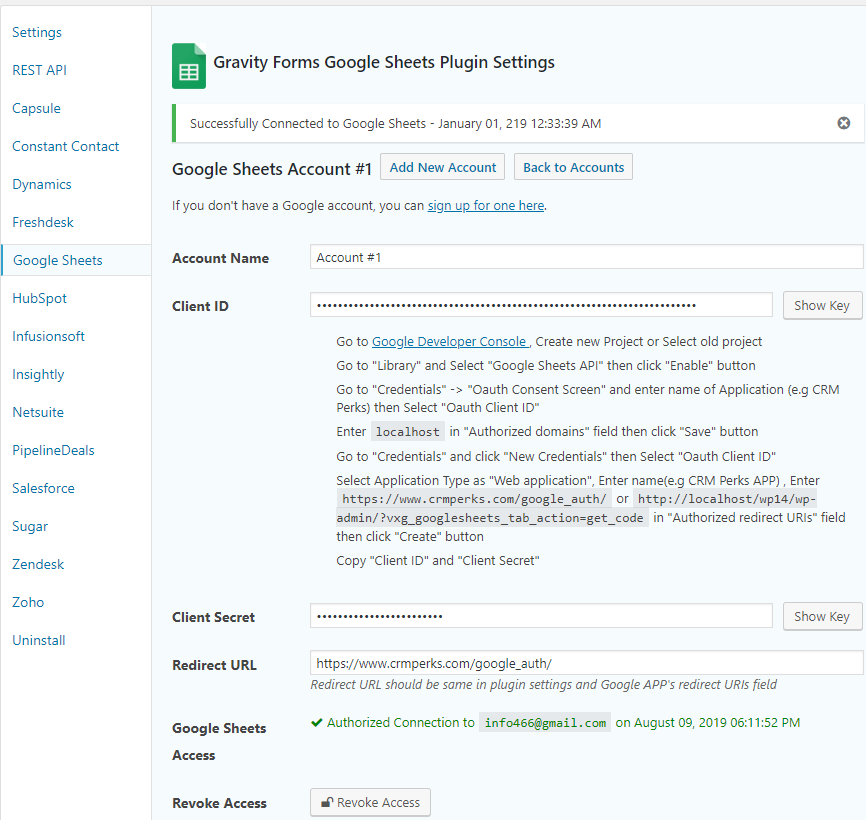 Settings
REST API
Capsule
Constant Contact
Dynamics
Freshdesk
Google Sheets
HubSpot
Infusionsoft
Insightly
Netsuite
PipelineDeals
Salesforce
Sugar
Zendesk
Zoho
Uninstall
Gravity Forms Google Sheets Plugin Settings
Successfully Connected to Google Sheets - January 01, 219 12:33:39 AM
Google Sheets Account #1 Add New Account Back to Accounts
If you don't have a Google account, you can sign up for one here.
Account Name Account #1
Client ID •••••••••••••••••••••••••••••••••••••••••••••••••••••••••••••••••••••••• Show Key
Go to Google Developer Console , Create new Project or Select old project
Go to "Library" and Select "Google Sheets API" then click "Enable" button
Go to "Credentials" -> "Oauth Consent Screen" and enter name of Application (e.g CRM
Perks) then Select "Oauth Client ID"
Enter localhost in "Authorized domains" field then click "Save" button
Go to "Credentials" and click "New Credentials" then Select "Oauth Client ID"
Select Application Type as "Web application", Enter name(e.g CRM Perks APP) , Enter
https://www.crmperks.com/google_auth/ or http://localhost/wp14/wp-
admin/?vxg_googlesheets_tab_action=get_code in "Authorized redirect URIs" field
then click "Create" button
Copy "Client ID" and "Client Secret"
Client Secret •••••••••••••••••••••••• Show Key
Redirect URL https://www.crmperks.com/google_auth/
Redirect URL should be same in plugin settings and Google APP's redirect URIs field
Google Sheets Access
Authorized Connection to info466@gmail.com on August 09, 2019 06:11:52 PM
Revoke Access Revoke Access